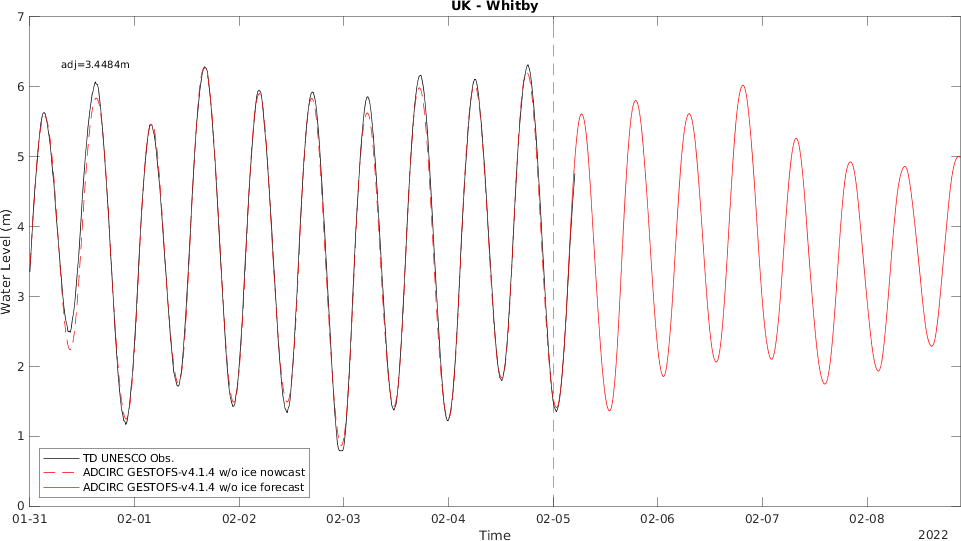 UK - Whitby
adj=3.4484m
7
6
5
4
3
2
1
0
Water Level (m)
TD UNESCO Obs.
ADCIRC GESTOFS-v4.1.4 w/o ice nowcast
ADCIRC GESTOFS-v4.1.4 w/o ice forecast
01-31 02-01 02-02 02-03 02-04 02-05 02-06 02-07 02-08
Time
2022